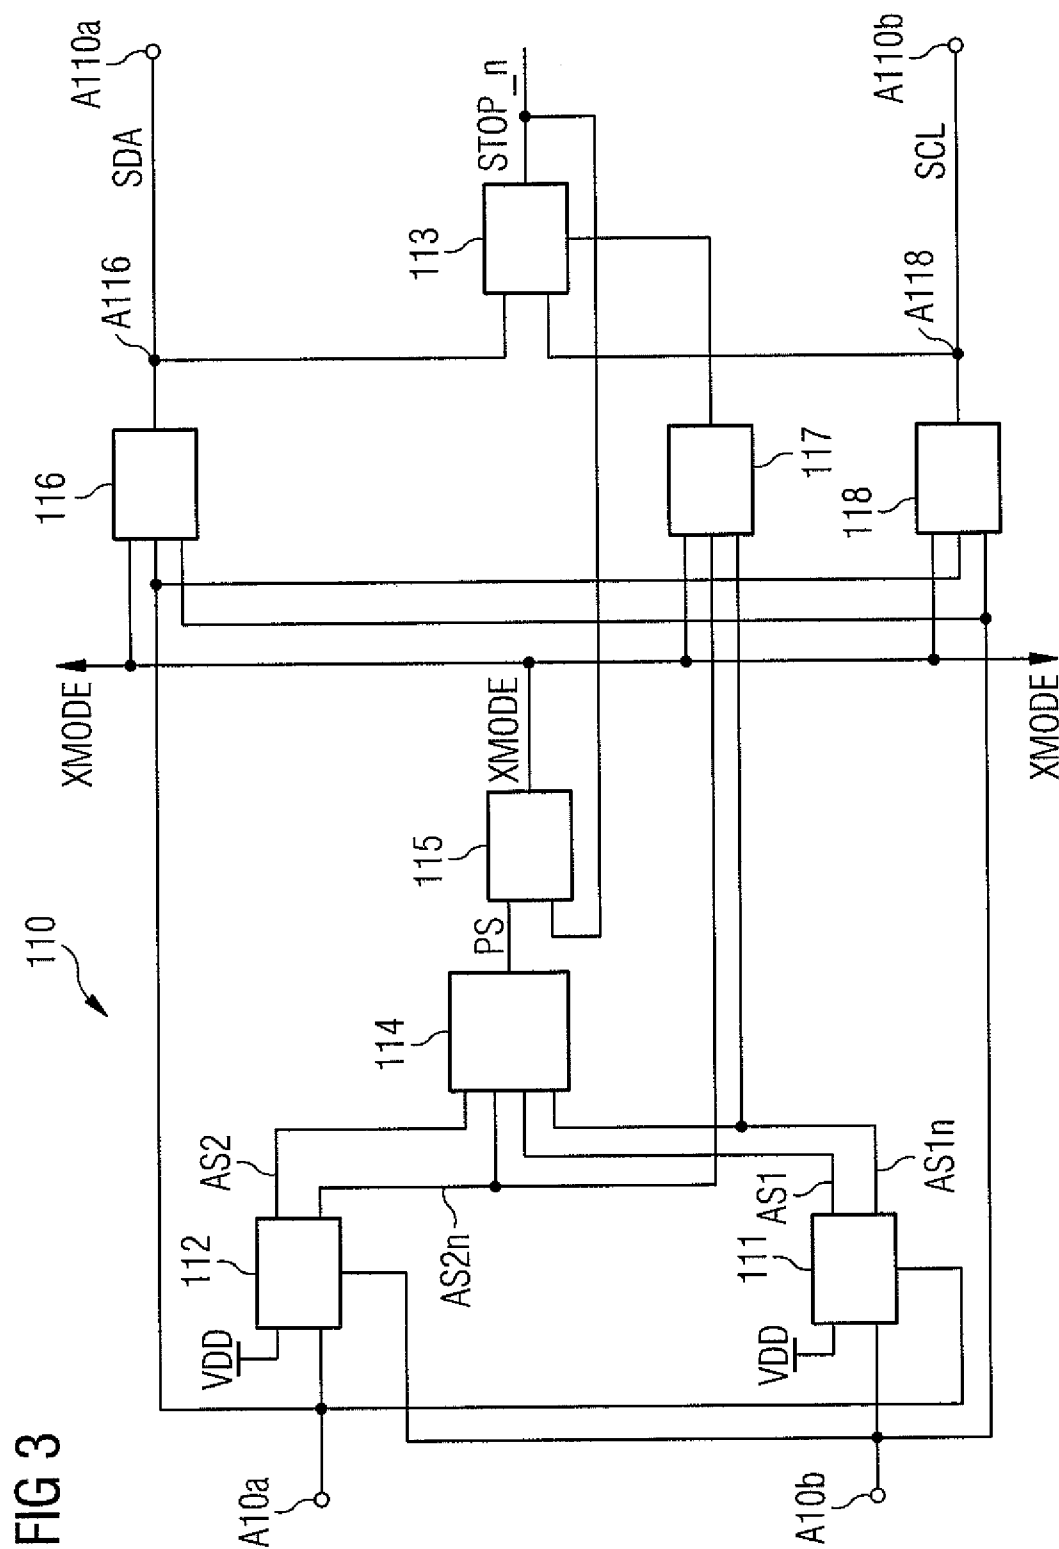 FIG 3
110
A10a
A10b
VDD
112
AS2
AS2n
VDD
111
AS1
AS1n
114
PS
115
XMODE
XMODE
XMODE
116
A116
SDA
A110a
113
STOP_n
117
118
A118
SCL
A110b